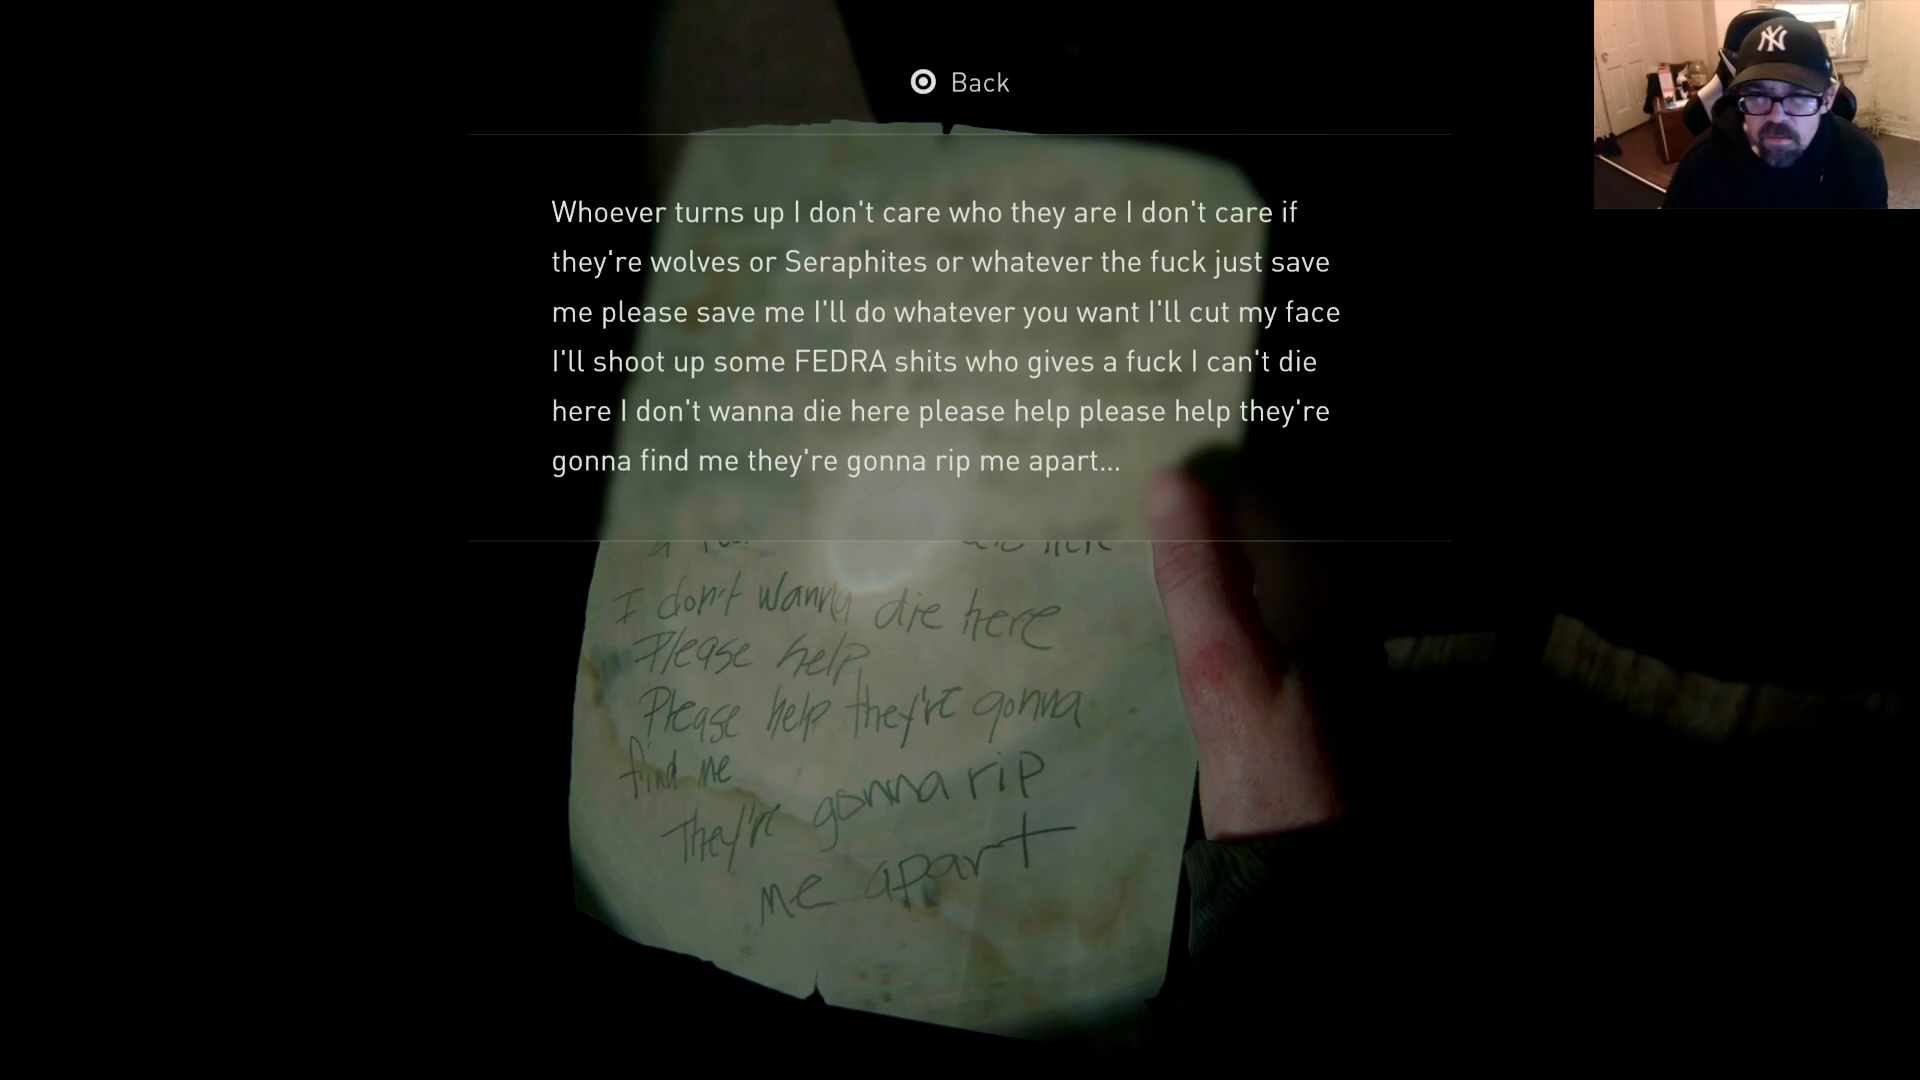 Back
NY
Whoever turns up I don't care who they are I don't care if
they're wolves or Seraphites or whatever the fuck just save
me please save me I'll do whatever you want I'll cut my face
I'll shoot up some FEDRA shits who gives a fuck I can't die
here I don't wanna die here please help please help they're
gonna find me they're gonna rip me apart...
I don't wanna die here
Please help
Please help they're gonna
find me
They're gonna rip
me apart